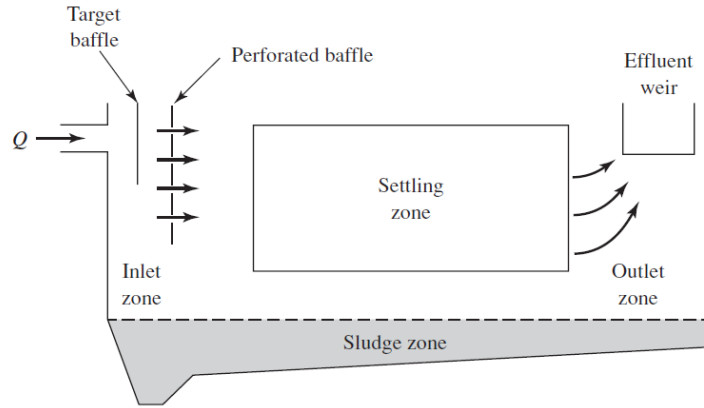 Target
baffle
Perforated baffle
Effluent
weir
Q
Settling
zone
Inlet
zone
Outlet
zone
Sludge zone